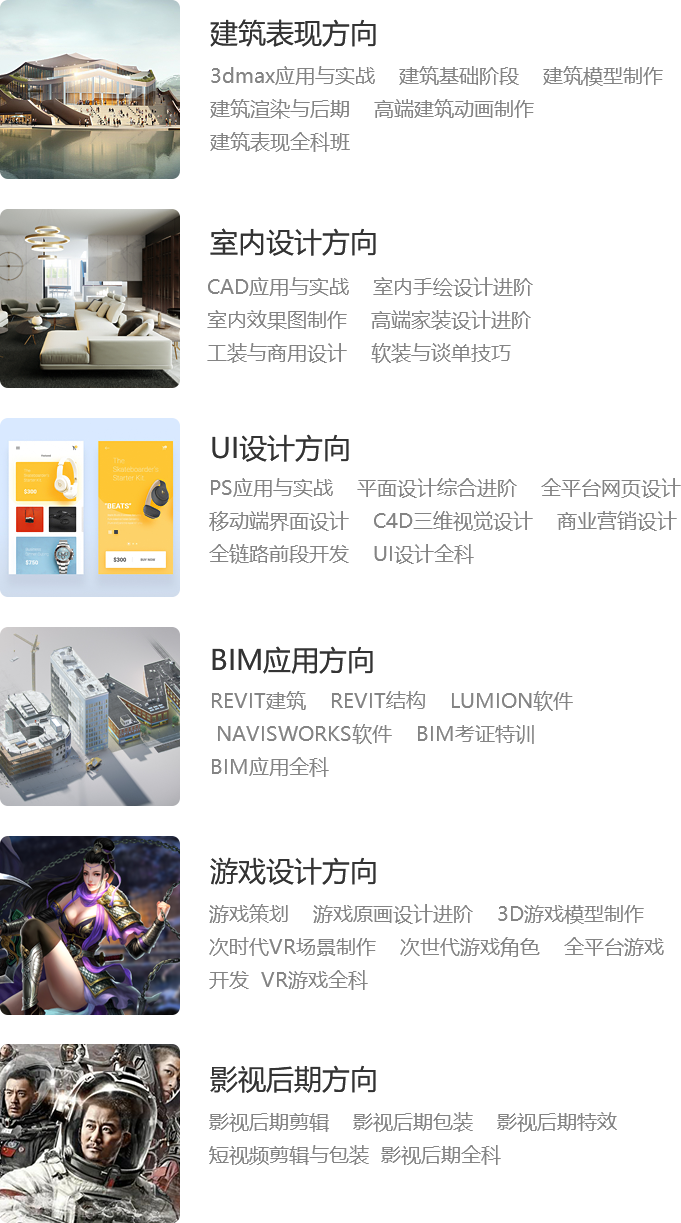 建筑表现方向
3dmax应用与实战 建筑基础阶段 建筑模型制作
建筑渲染与后期 高端建筑动画制作
建筑表现全科班
室内设计方向
CAD应用与实战 室内手绘设计进阶
室内效果图制作 高端家装设计进阶
工装与商用设计 软装与谈单技巧
UI设计方向
PS应用与实战 平面设计综合进阶 全平台网页设计
移动端界面设计 C4D三维视觉设计 商业营销设计
全链路前段开发 UI设计全科
The
Skateboarder's
Starter Kit
"BEATS"
$300
BUY NOW
BIM应用方向
REVIT建筑 REVIT结构 LUMION软件
NAVISWORKS软件 BIM考证特训
BIM应用全科
游戏设计方向
游戏策划 游戏原画设计进阶 3D游戏模型制作
次时代VR场景制作 次世代游戏角色 全平台游戏
开发 VR游戏全科
影视后期方向
影视后期剪辑 影视后期包装 影视后期特效
短视频剪辑与包装 影视后期全科